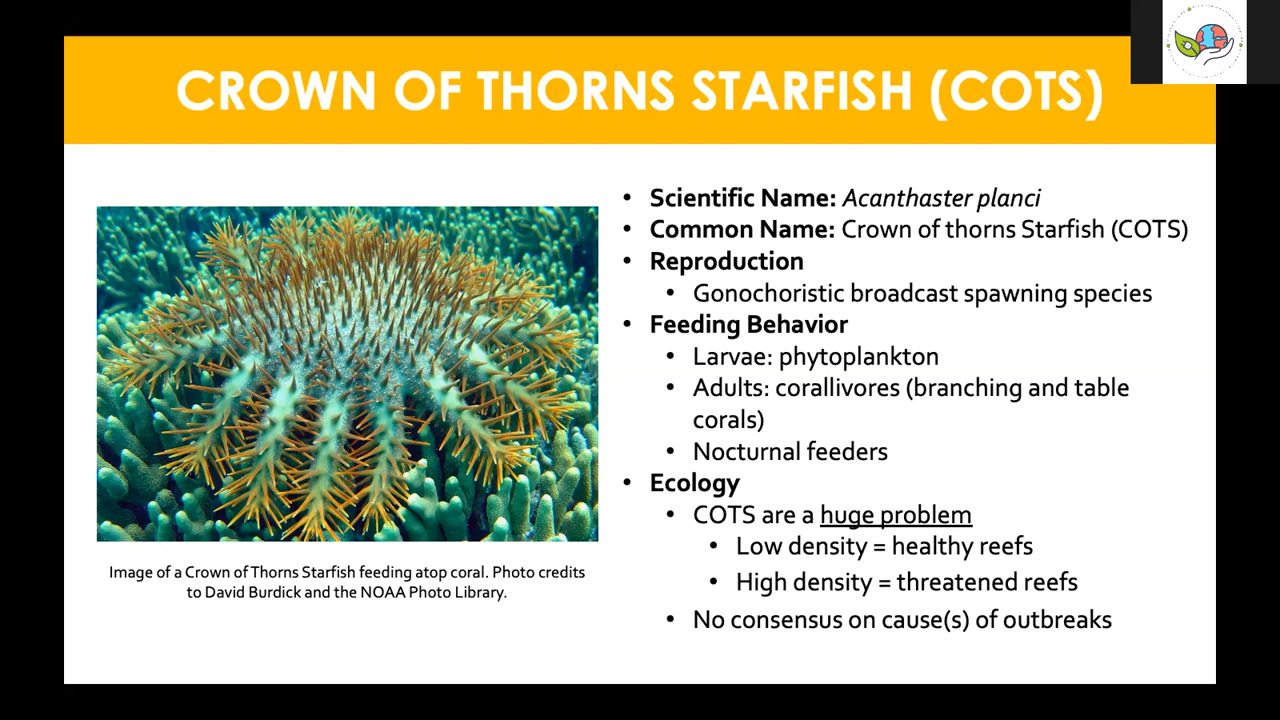 CROWN OF THORNS STARFISH (COTS)
Image of a Crown of Thorns Starfish feeding atop coral. Photo credits
to David Burdick and the NOAA Photo Library.
• Scientific Name: Acanthaster planci
• Common Name: Crown of thorns Starfish (COTS)
• Reproduction
• Gonochoristic broadcast spawning species
• Feeding Behavior
• Larvae: phytoplankton
• Adults: corallivores (branching and table
corals)
• Nocturnal feeders
• Ecology
• COTS are a huge problem
• Low density = healthy reefs
• High density = threatened reefs
• No consensus on cause(s) of outbreaks